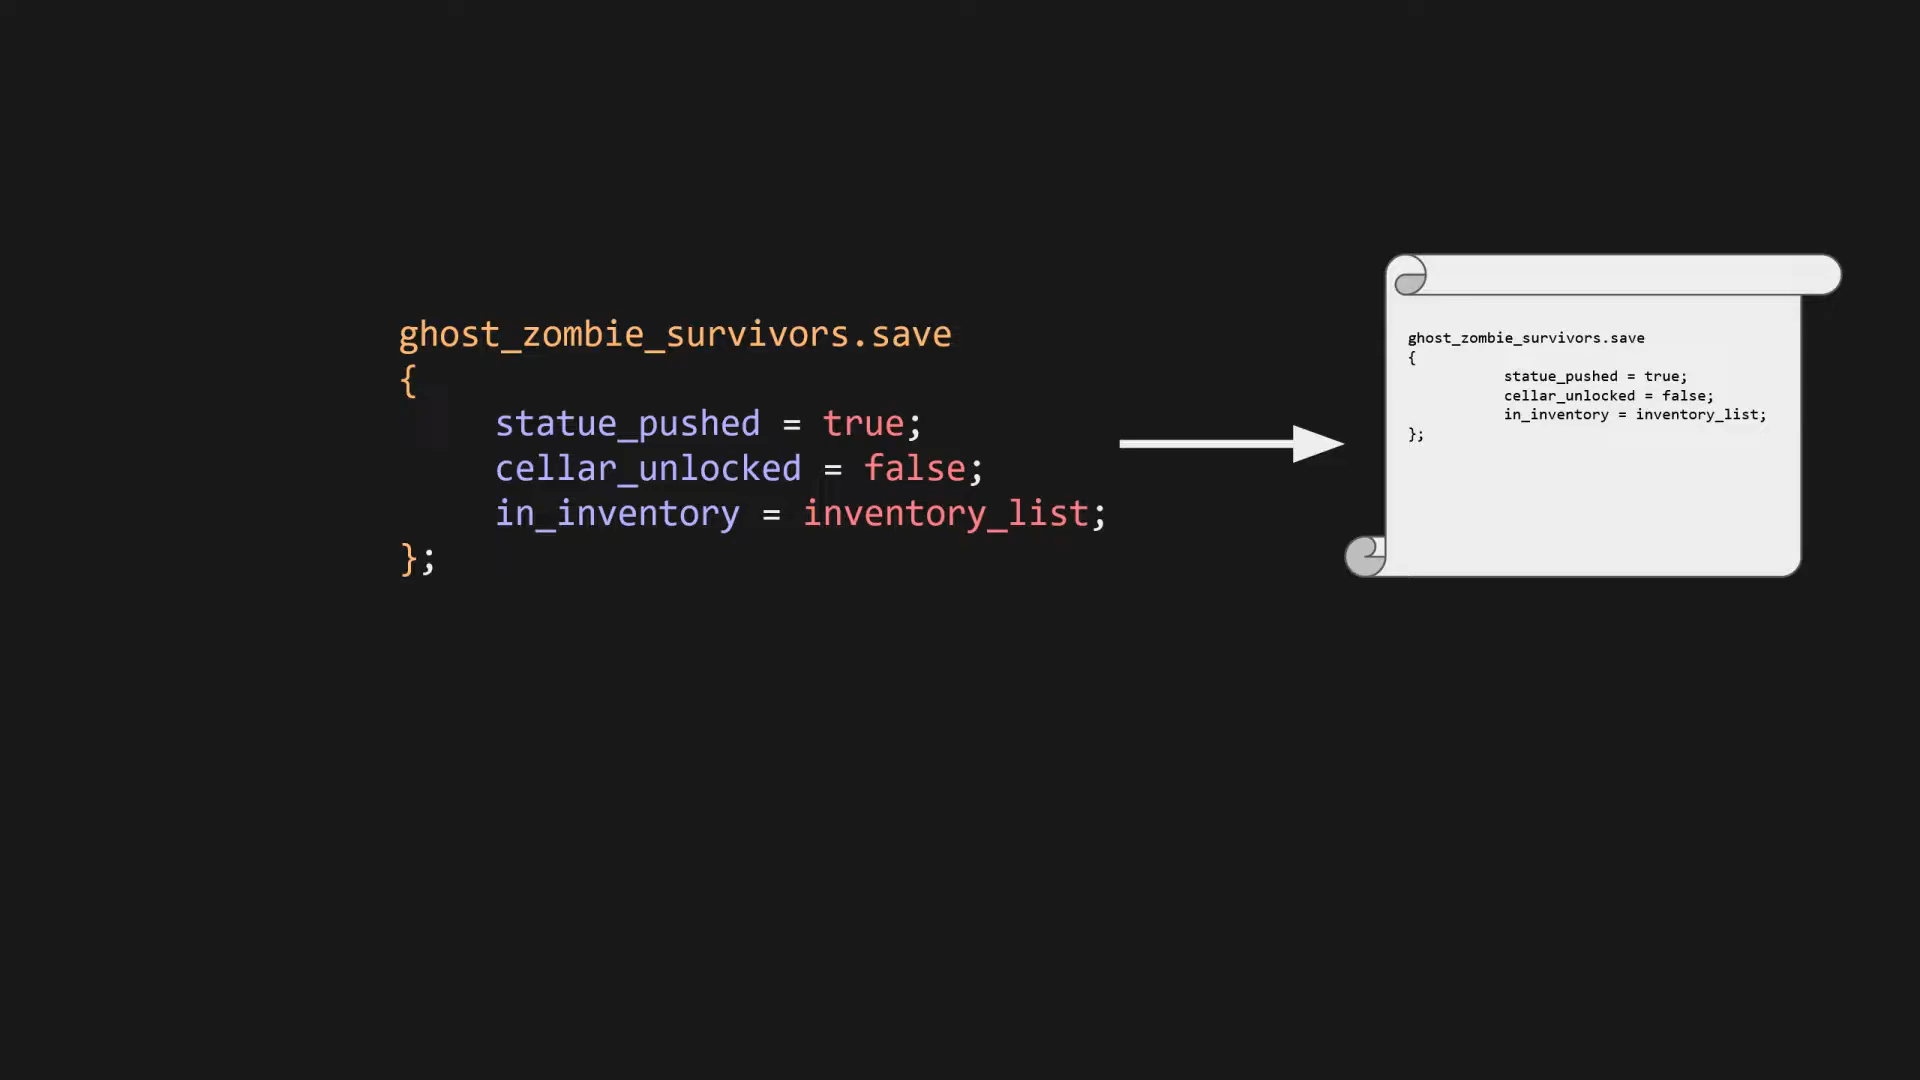 ghost_zombie_survivors.save
{
statue_pushed = true;
cellar_unlocked = false;
in_inventory = inventory_list;
};
ghost_zombie_survivors.save
{
statue_pushed = true;
cellar_unlocked = false;
in_inventory = inventory_list;
};